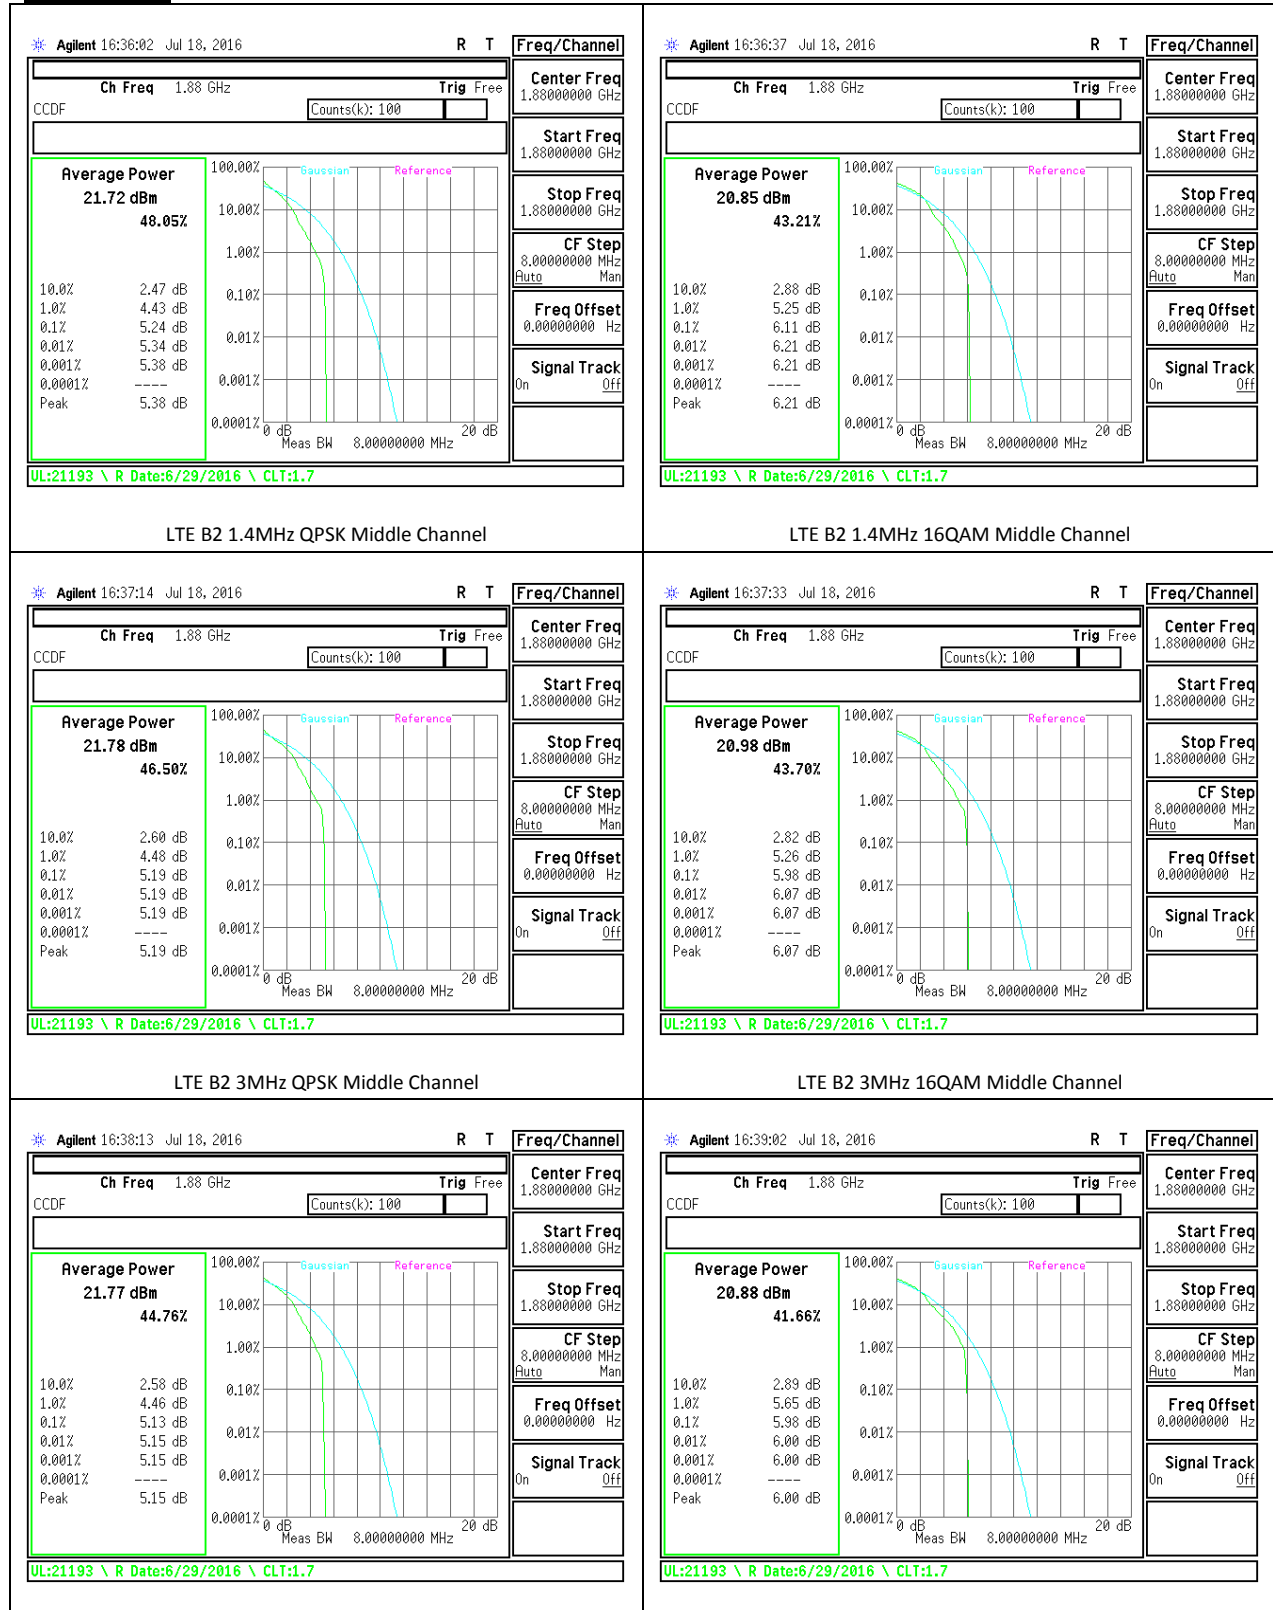 Agilent 16:36:02 Jul 18, 2016 R T Freq/Channel
Ch Freq 1.88 GHz Trig Free
CCDF Counts(k): 100
Average Power
21.72 dBm
48.05%
10.0% 2.47 dB
1.0% 4.43 dB
0.1% 5.24 dB
0.01% 5.34 dB
0.001% 5.38 dB
0.0001% ----
Peak 5.38 dB
100.00% Gaussian Reference
10.00%
1.00%
0.10%
0.01%
0.001%
0.0001%
0 dB 20 dB
Meas BW 8.00000000 MHz
Center Freq
1.88000000 GHz
Start Freq
1.88000000 GHz
Stop Freq
1.88000000 GHz
CF Step
8.00000000 MHz
Auto Man
Freq Offset
0.00000000 Hz
Signal Track
On Off
UL:21193 \ R Date:6/29/2016 \ CLT:1.7
LTE B2 1.4MHz QPSK Middle Channel
Agilent 16:36:37 Jul 18, 2016 R T Freq/Channel
Ch Freq 1.88 GHz Trig Free
CCDF Counts(k): 100
Average Power
20.85 dBm
43.21%
10.0% 2.88 dB
1.0% 5.25 dB
0.1% 6.11 dB
0.01% 6.21 dB
0.001% 6.21 dB
0.0001% ----
Peak 6.21 dB
100.00% Gaussian Reference
10.00%
1.00%
0.10%
0.01%
0.001%
0.0001%
0 dB 20 dB
Meas BW 8.00000000 MHz
Center Freq
1.88000000 GHz
Start Freq
1.88000000 GHz
Stop Freq
1.88000000 GHz
CF Step
8.00000000 MHz
Auto Man
Freq Offset
0.00000000 Hz
Signal Track
On Off
UL:21193 \ R Date:6/29/2016 \ CLT:1.7
LTE B2 1.4MHz 16QAM Middle Channel
Agilent 16:37:14 Jul 18, 2016 R T Freq/Channel
Ch Freq 1.88 GHz Trig Free
CCDF Counts(k): 100
Average Power
21.78 dBm
46.50%
10.0% 2.60 dB
1.0% 4.48 dB
0.1% 5.19 dB
0.01% 5.19 dB
0.001% 5.19 dB
0.0001% ----
Peak 5.19 dB
100.00% Gaussian Reference
10.00%
1.00%
0.10%
0.01%
0.001%
0.0001%
0 dB 20 dB
Meas BW 8.00000000 MHz
Center Freq
1.88000000 GHz
Start Freq
1.88000000 GHz
Stop Freq
1.88000000 GHz
CF Step
8.00000000 MHz
Auto Man
Freq Offset
0.00000000 Hz
Signal Track
On Off
UL:21193 \ R Date:6/29/2016 \ CLT:1.7
LTE B2 3MHz QPSK Middle Channel
Agilent 16:37:33 Jul 18, 2016 R T Freq/Channel
Ch Freq 1.88 GHz Trig Free
CCDF Counts(k): 100
Average Power
20.98 dBm
43.70%
10.0% 2.82 dB
1.0% 5.26 dB
0.1% 5.98 dB
0.01% 6.07 dB
0.001% 6.07 dB
0.0001% ----
Peak 6.07 dB
100.00% Gaussian Reference
10.00%
1.00%
0.10%
0.01%
0.001%
0.0001%
0 dB 20 dB
Meas BW 8.00000000 MHz
Center Freq
1.88000000 GHz
Start Freq
1.88000000 GHz
Stop Freq
1.88000000 GHz
CF Step
8.00000000 MHz
Auto Man
Freq Offset
0.00000000 Hz
Signal Track
On Off
UL:21193 \ R Date:6/29/2016 \ CLT:1.7
LTE B2 3MHz 16QAM Middle Channel
Agilent 16:38:13 Jul 18, 2016 R T Freq/Channel
Ch Freq 1.88 GHz Trig Free
CCDF Counts(k): 100
Average Power
21.77 dBm
44.76%
10.0% 2.58 dB
1.0% 4.46 dB
0.1% 5.13 dB
0.01% 5.15 dB
0.001% 5.15 dB
0.0001% ----
Peak 5.15 dB
100.00% Gaussian Reference
10.00%
1.00%
0.10%
0.01%
0.001%
0.0001%
0 dB 20 dB
Meas BW 8.00000000 MHz
Center Freq
1.88000000 GHz
Start Freq
1.88000000 GHz
Stop Freq
1.88000000 GHz
CF Step
8.00000000 MHz
Auto Man
Freq Offset
0.00000000 Hz
Signal Track
On Off
UL:21193 \ R Date:6/29/2016 \ CLT:1.7
Agilent 16:39:02 Jul 18, 2016 R T Freq/Channel
Ch Freq 1.88 GHz Trig Free
CCDF Counts(k): 100
Average Power
20.88 dBm
41.66%
10.0% 2.89 dB
1.0% 5.65 dB
0.1% 5.98 dB
0.01% 6.00 dB
0.001% 6.00 dB
0.0001% ----
Peak 6.00 dB
100.00% Gaussian Reference
10.00%
1.00%
0.10%
0.01%
0.001%
0.0001%
0 dB 20 dB
Meas BW 8.00000000 MHz
Center Freq
1.88000000 GHz
Start Freq
1.88000000 GHz
Stop Freq
1.88000000 GHz
CF Step
8.00000000 MHz
Auto Man
Freq Offset
0.00000000 Hz
Signal Track
On Off
UL:21193 \ R Date:6/29/2016 \ CLT:1.7